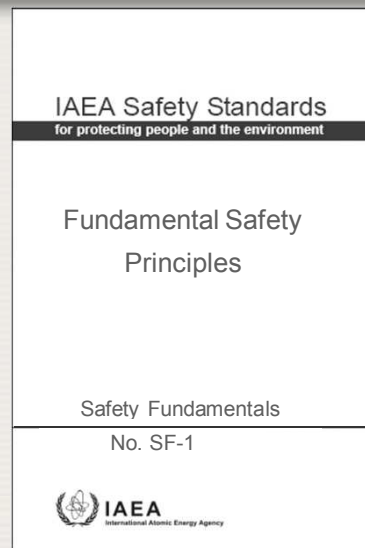 IAEA Safety Standards
for protecting people and the environment
Fundamental Safety
Principles
Safety Fundamentals
No. SF-1
IAEA
International Atomic Energy Agency